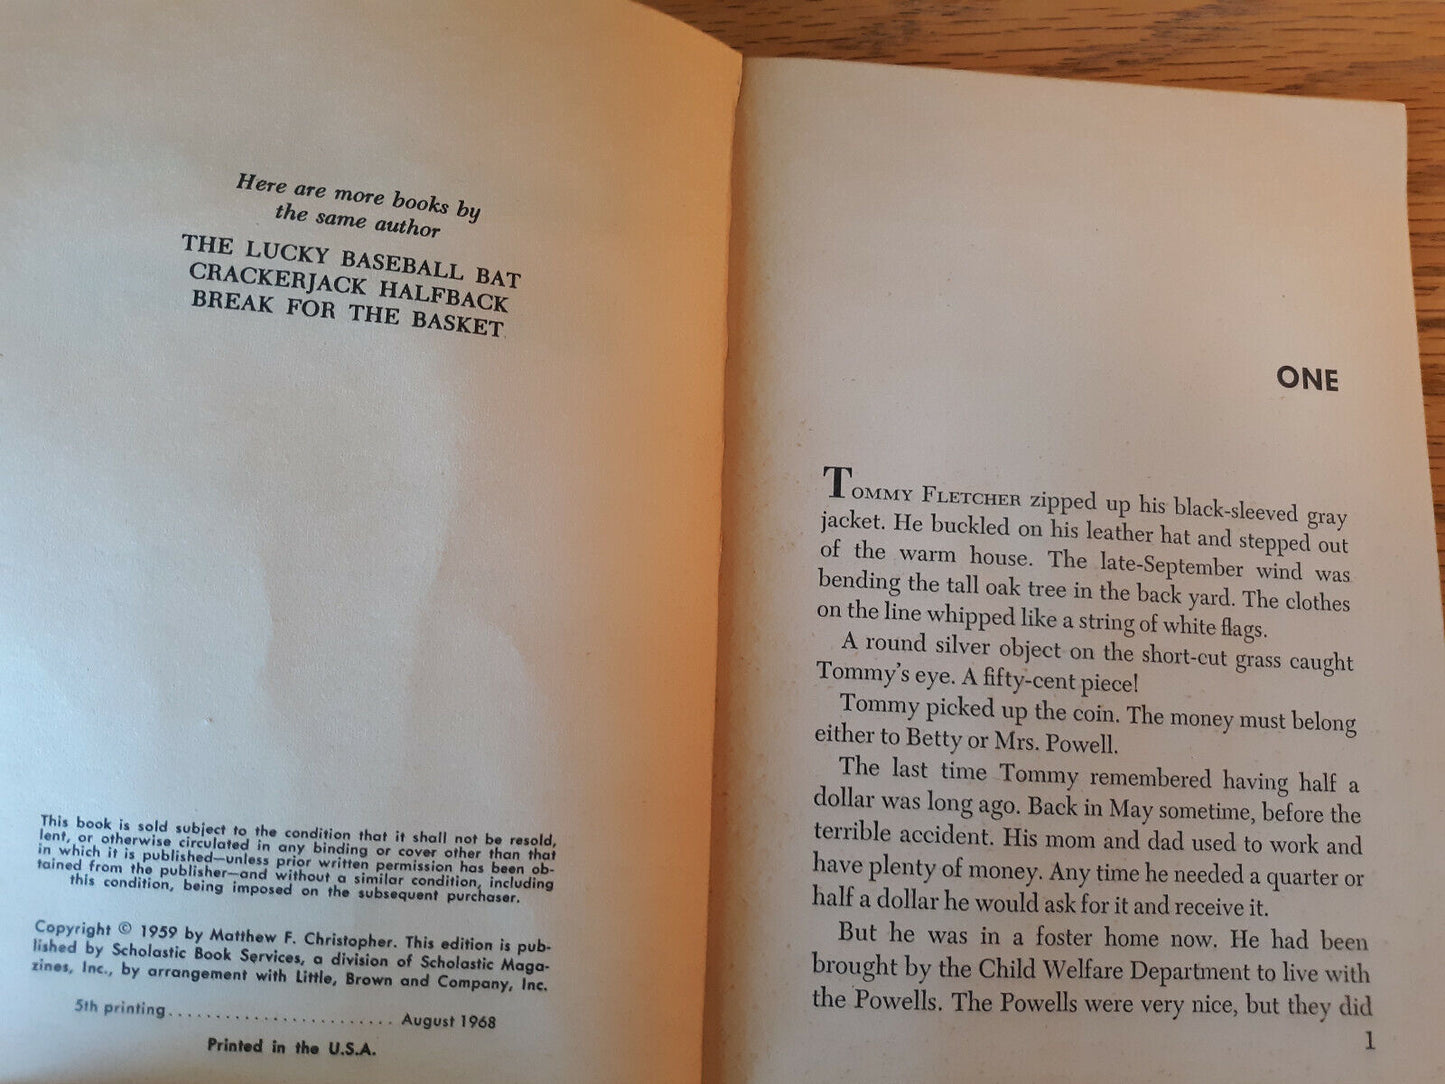 Here are more books by
the same author
THE LUCKY BASEBALL BAT
CRACKERJACK HALFBACK
BREAK FOR THE BASKET
This book is sold subject to the condition that it shall not be resold,
lent, or otherwise circulated in any binding or cover other than that
in which it is published—unless prior written permission has been ob-
tained from the publisher—and without a similar condition, including
this condition, being imposed on the subsequent purchaser.
Copyright © 1959 by Matthew F. Christopher. This edition is pub-
lished by Scholastic Book Services, a division of Scholastic Maga-
zines, Inc., by arrangement with Little, Brown and Company, Inc.
5th printing........................August 1968
Printed in the U.S.A.
ONE
TOMMY FLETCHER zipped up his black-sleeved gray
jacket. He buckled on his leather hat and stepped out
of the warm house. The late-September wind was
bending the tall oak tree in the back yard. The clothes
on the line whipped like a string of white flags.
A round silver object on the short-cut grass caught
Tommy's eye. A fifty-cent piece!
Tommy picked up the coin. The money must belong
either to Betty or Mrs. Powell.
The last time Tommy remembered having half a
dollar was long ago. Back in May sometime, before the
terrible accident. His mom and dad used to work and
have plenty of money. Any time he needed a quarter or
half a dollar he would ask for it and receive it.
But he was in a foster home now. He had been
brought by the Child Welfare Department to live with
the Powells. The Powells were very nice, but they did
1